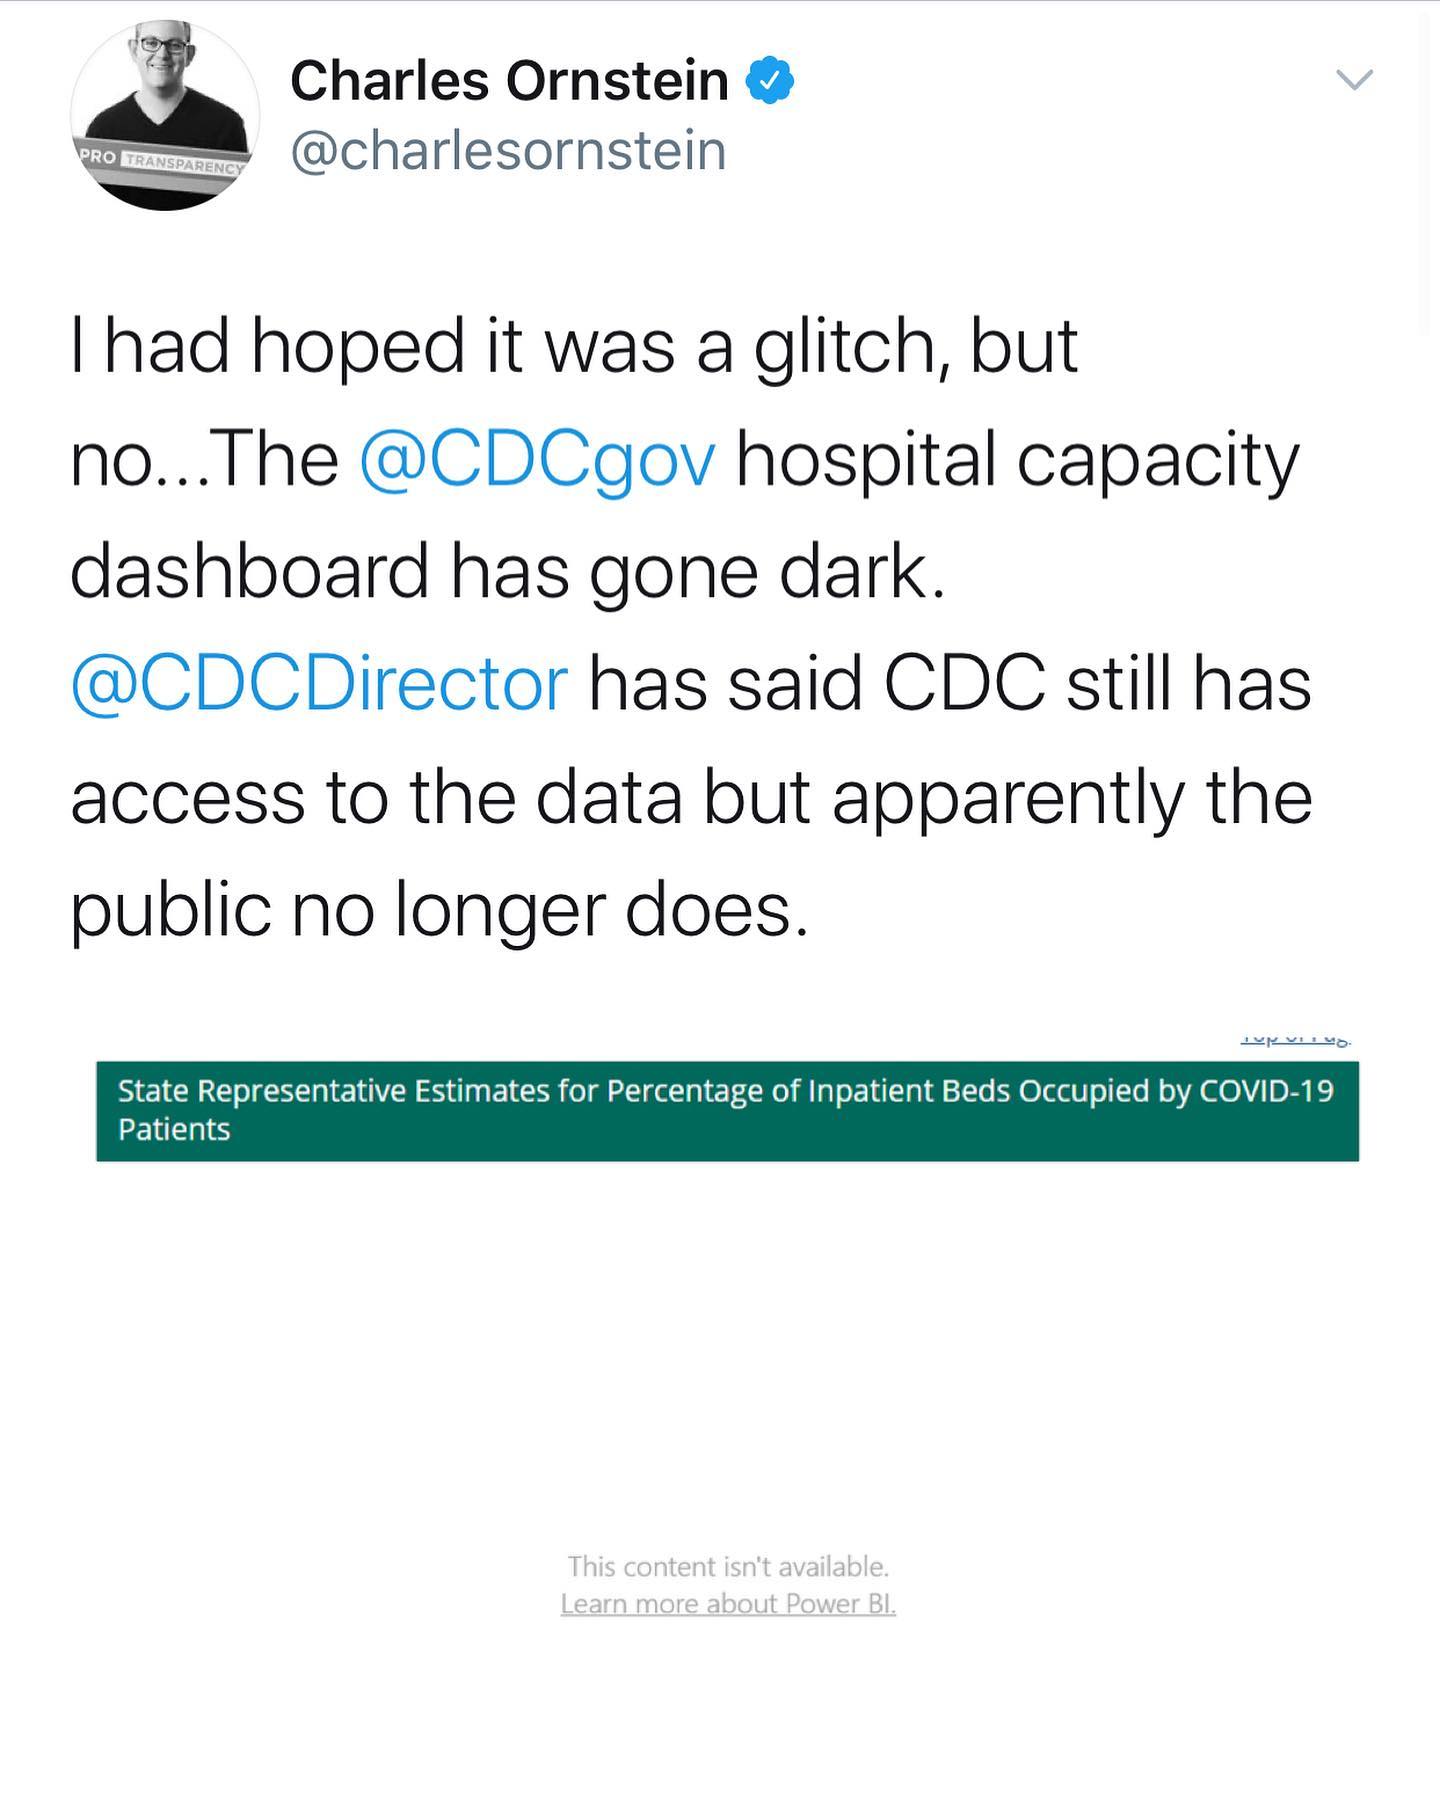 PRO TRANSPARENCY
Charles Ornstein
@charlesornstein
I had hoped it was a glitch, but
no...The @CDCgov hospital capacity
dashboard has gone dark.
@CDCDirector has said CDC still has
access to the data but apparently the
public no longer does.
State Representative Estimates for Percentage of Inpatient Beds Occupied by COVID-19
Patients
This content isn't available.
Learn more about Power BI.